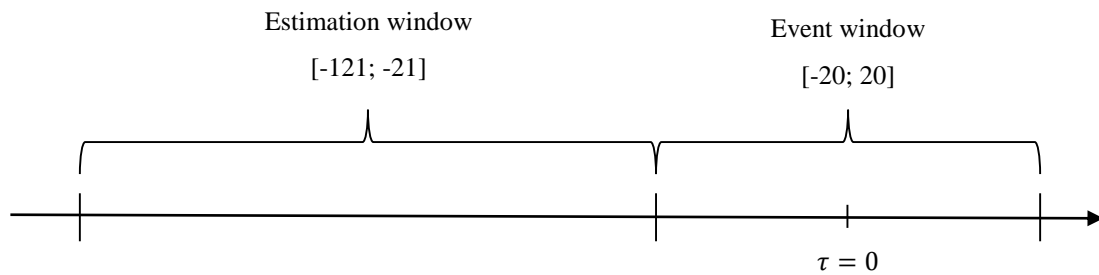 Estimation window
[-121; -21]
Event window
[-20; 20]
𝜏 = 0